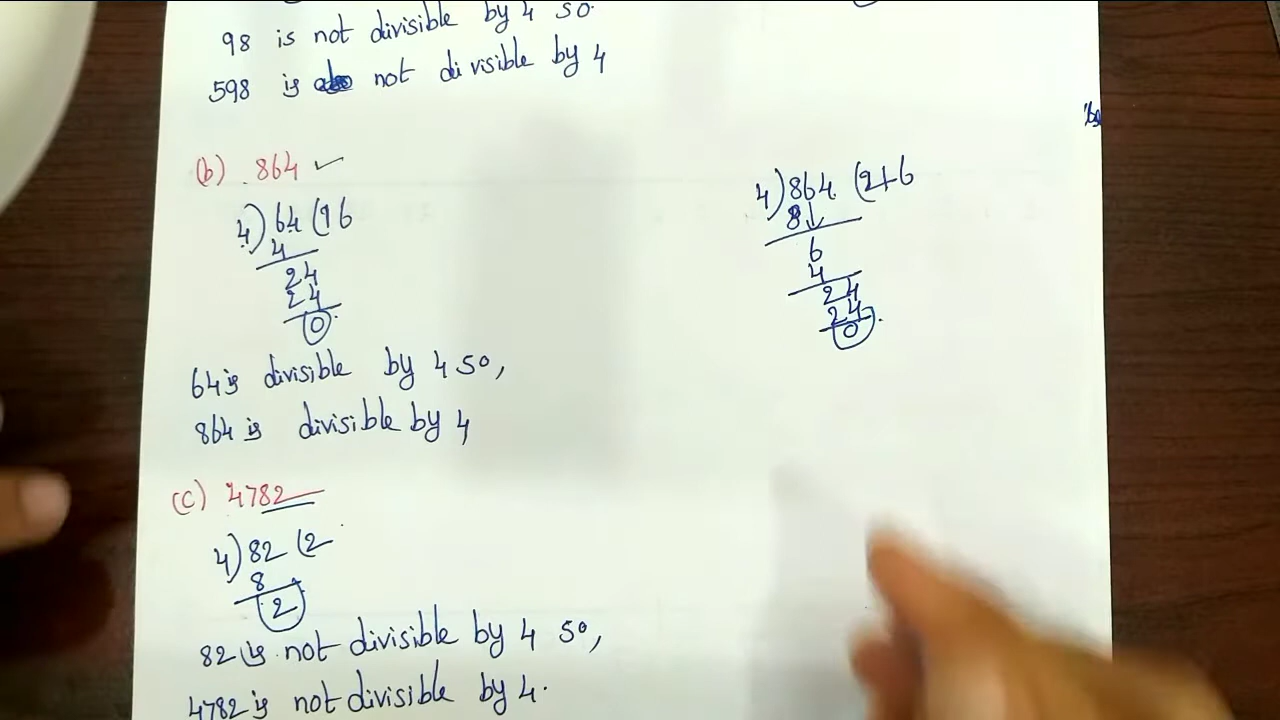 98 is not divisible by 4 so
598 is not divisible by 4
(b) 864 ✓
4) 64 (16
4
24
24
0
64 is divisible by 4 so,
864 is divisible by 4
4) 864 (216
8
6
4
24
24
0
(c) 4782
4) 82 (2
8
2
82 is not divisible by 4 so,
4782 is not divisible by 4.